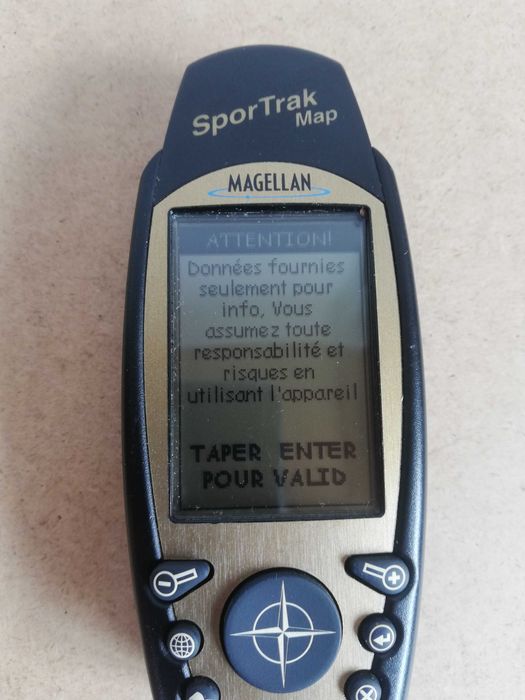 SporTrak
Map
MAGELLAN
ATTENTION!
Données fournies
seulement pour
info, Vous
assumez toute
responsabilité et
risques en
utilisant l'appareil
TAPER ENTER
POUR VALID